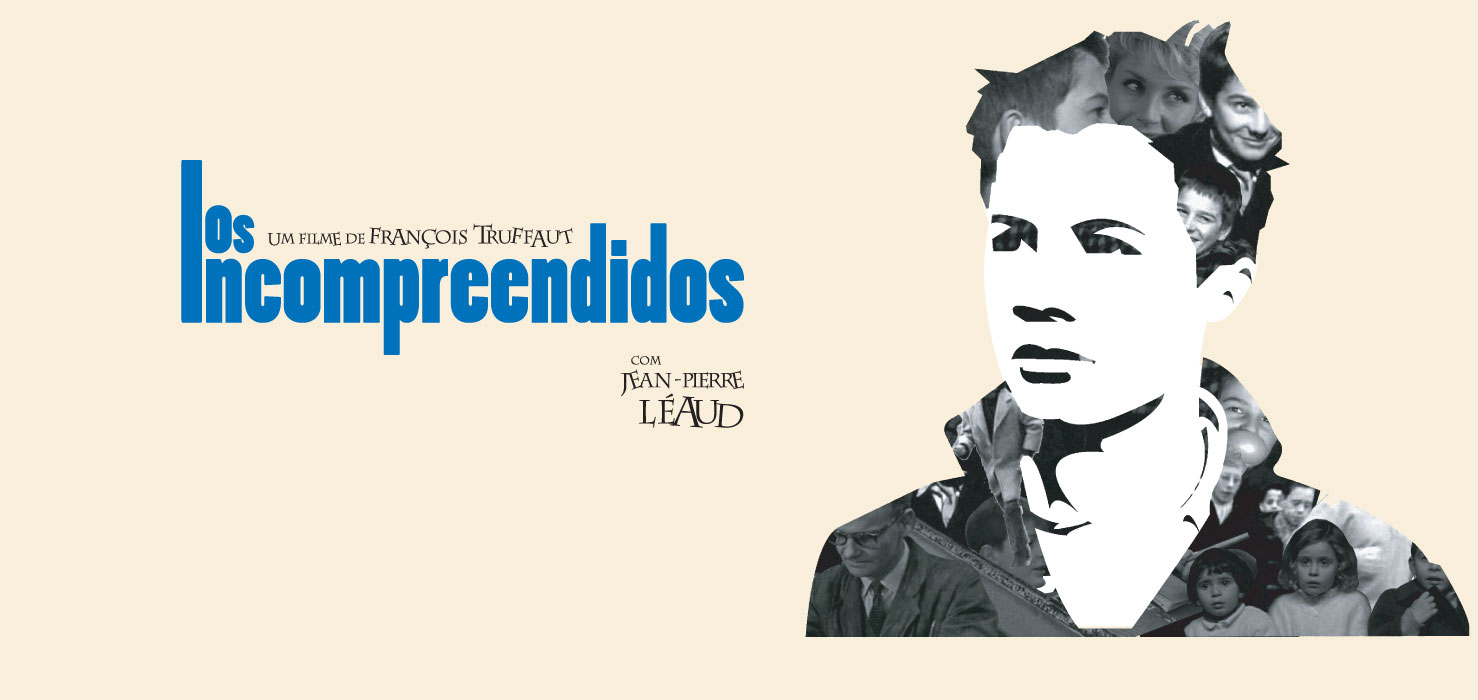 Os
UM FILME DE FRANÇOIS TRUFFAUT
Incompreendidos
COM
JEAN-PIERRE
LÉAUD